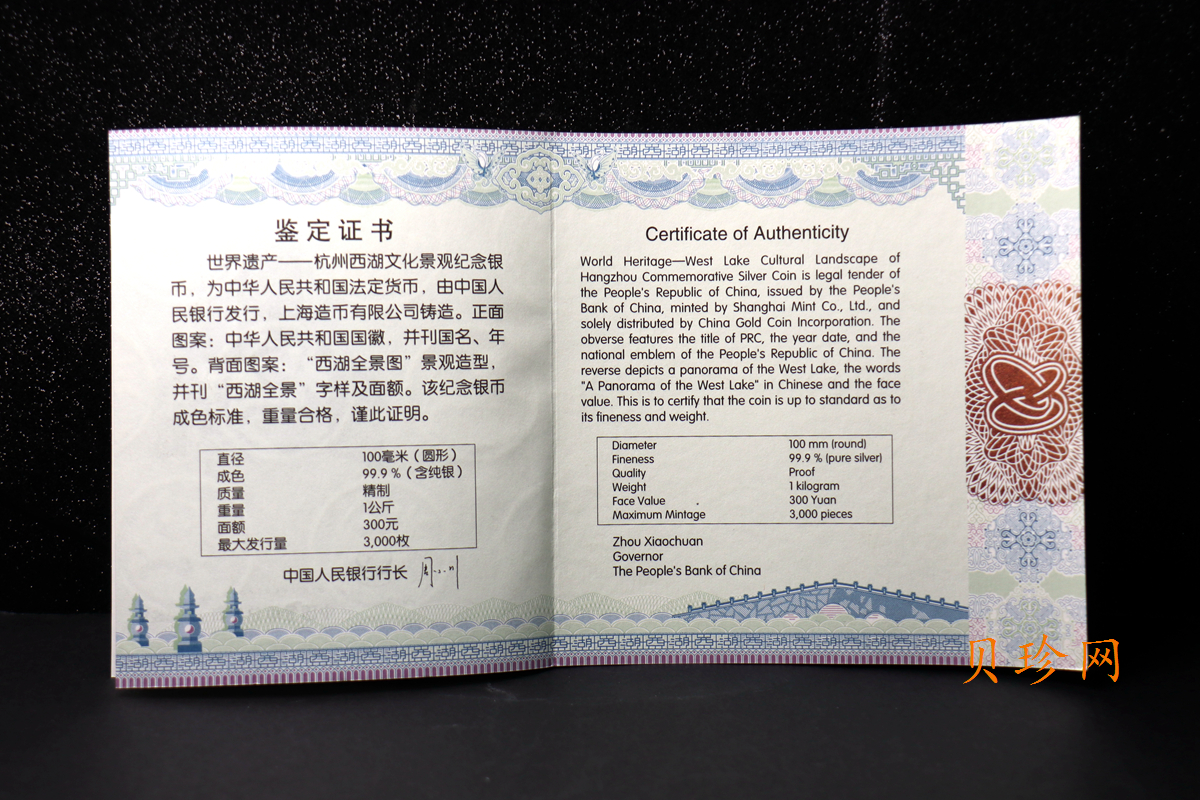 鉴定证书
世界遗产——杭州西湖文化景观纪念银
币，为中华人民共和国法定货币，由中国人
民银行发行，上海造币有限公司铸造。正面
图案：中华人民共和国国徽，并刊国名、年
号。背面图案：“西湖全景图”景观造型，
并刊“西湖全景”字样及面额。该纪念银币
成色标准，重量合格，谨此证明。
直径 100毫米（圆形）
成色 99.9％（含纯银）
质量 精制
重量 1公斤
面额 300元
最大发行量 3,000枚
中国人民银行行长
Certificate of Authenticity
World Heritage—West Lake Cultural Landscape of
Hangzhou Commemorative Silver Coin is legal tender of
the People's Republic of China, issued by the People's
Bank of China, minted by Shanghai Mint Co., Ltd., and
solely distributed by China Gold Coin Incorporation. The
obverse features the title of PRC, the year date, and the
national emblem of the People's Republic of China. The
reverse depicts a panorama of the West Lake, the words
"A Panorama of the West Lake" in Chinese and the face
value. This is to certify that the coin is up to standard as to
its fineness and weight.
Diameter 100 mm (round)
Fineness 99.9 % (pure silver)
Quality Proof
Weight 1 kilogram
Face Value 300 Yuan
Maximum Mintage 3,000 pieces
Zhou Xiaochuan
Governor
The People's Bank of China
贝珍网